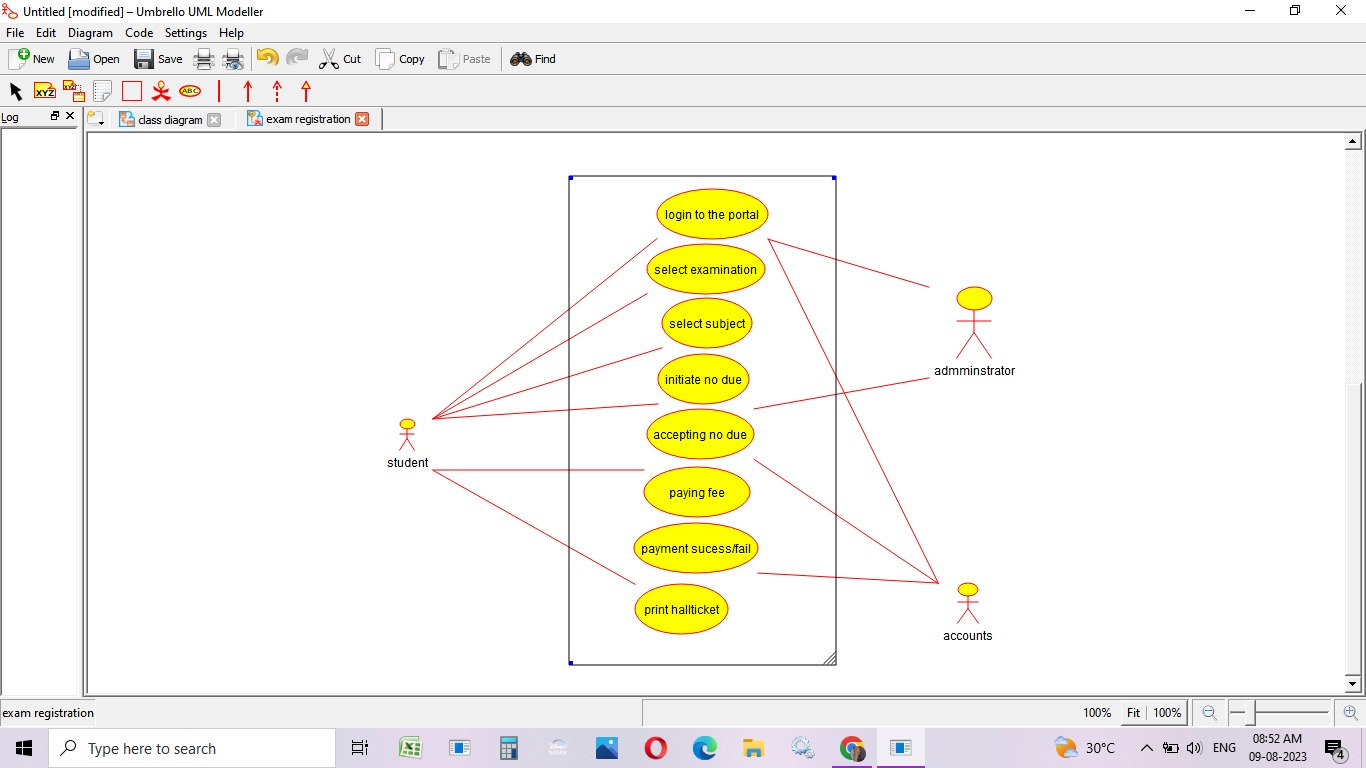 Untitled [modified] – Umbrello UML Modeller
File Edit Diagram Code Settings Help
New Open Save Cut Copy Paste Find
XYZ XYZ ABC
Log
class diagram exam registration
login to the portal
select examination
select subject
initiate no due
accepting no due
paying fee
payment sucess/fail
print hallticket
student
admminstrator
accounts
exam registration 100% Fit 100%
Type here to search
30°C ENG
08:52 AM
09-08-2023
4